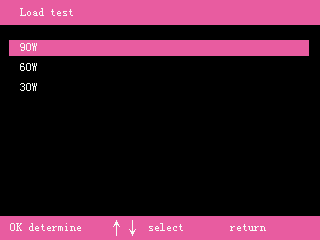 Load test
90W
60W
30W
OK determine ↑ ↓ select return